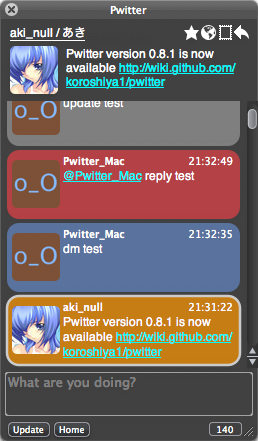 Pwitter
aki_null / あき
Pwitter version 0.8.1 is now
available http://wiki.github.com/
koroshiya1/pwitter
o_O
update test
Pwitter_Mac 21:32:49
o_O
@Pwitter_Mac reply test
Pwitter_Mac 21:32:35
o_O
dm test
aki_null 21:31:22
Pwitter version 0.8.1 is now
available http://wiki.github.com/
koroshiya1/pwitter
What are you doing?
Update Home 140